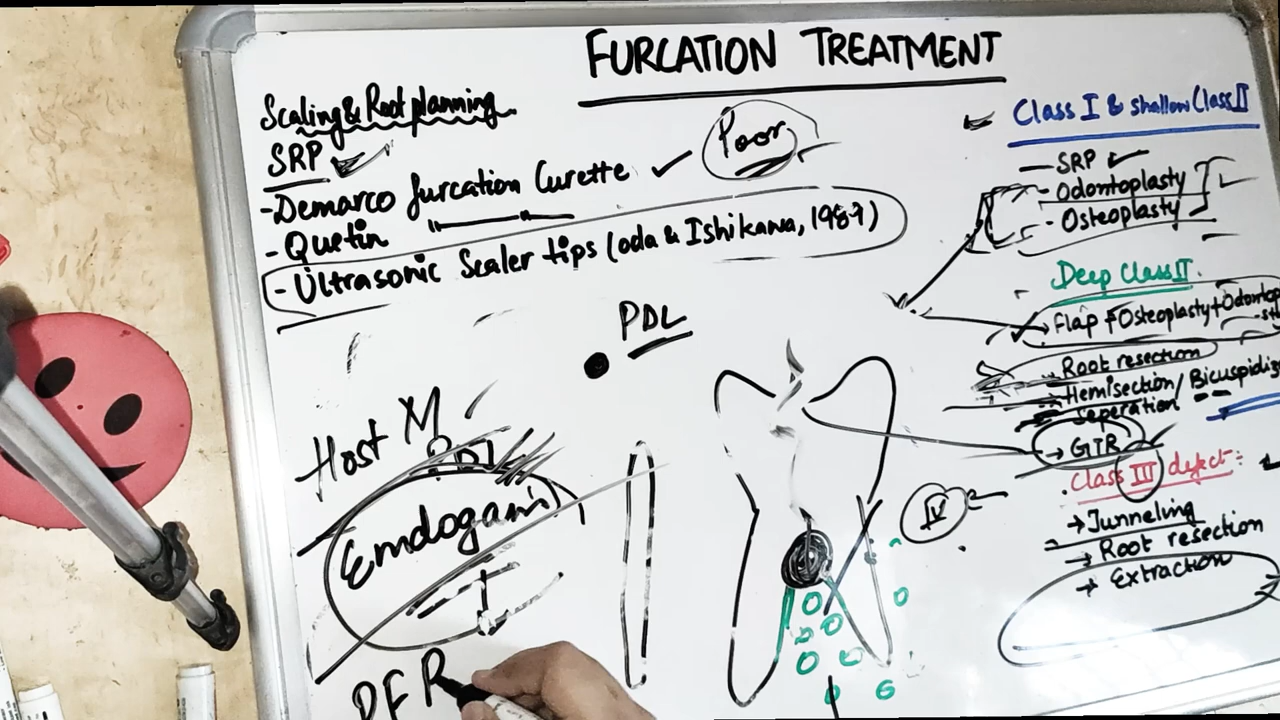 FURCATION TREATMENT
Scaling & Root planning
SRP
- Demarco furcation Curette
Poor
- Quetin "
- Ultrasonic Scaler tips (Oda & Ishikawa, 1989)
PDL
Host M
Emdogain
DFR
IV
Class I & shallow Class II
- SRP
- Odontoplasty
- Osteoplasty
Deep Class II
→ Flap + Osteoplasty + Odontop
Root resection
Hemisection / Bicuspidiz
Seperation
→ GTR
Class III defect:
→ Tunneling
→ Root resection
→ Extraction